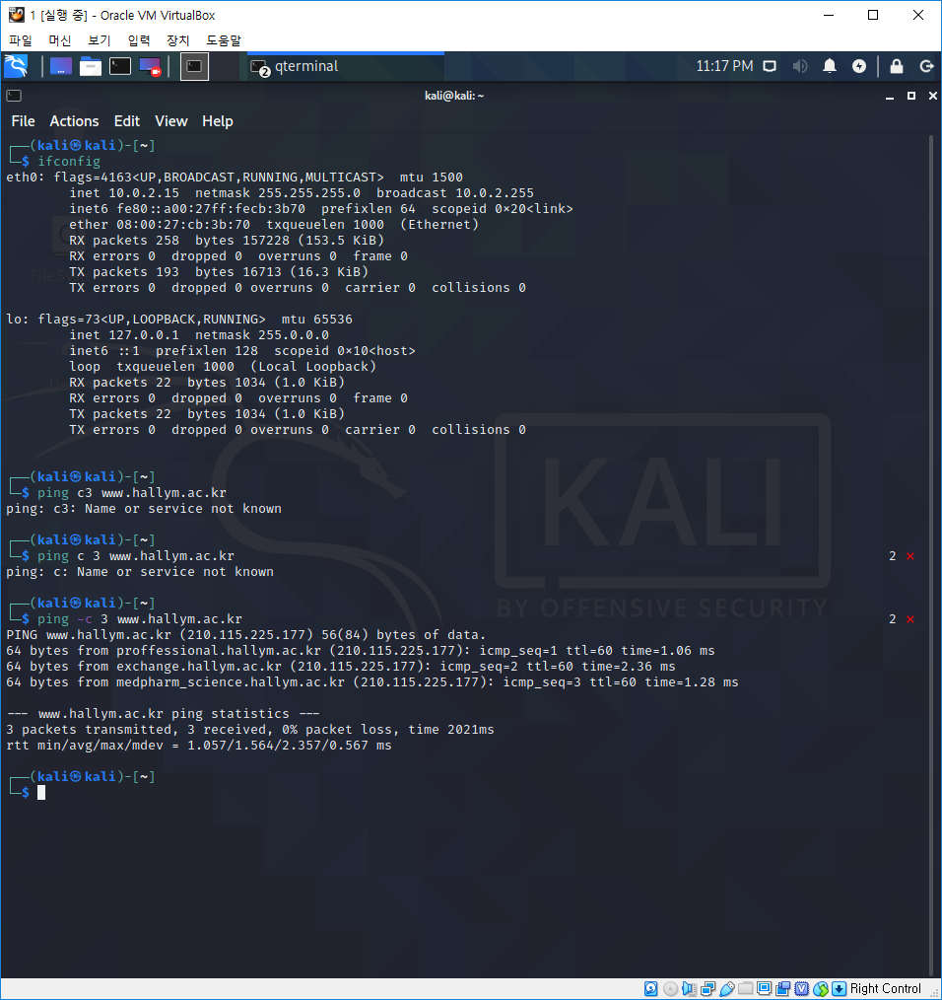 1 [실행 중] - Oracle VM VirtualBox
파일 머신 보기 입력 장치 도움말
2 qterminal 11:17 PM
kali@kali: ~
File Actions Edit View Help
┌──(kali㉿kali)-[~]
└─$ ifconfig
eth0: flags=4163<UP,BROADCAST,RUNNING,MULTICAST>  mtu 1500
        inet 10.0.2.15  netmask 255.255.255.0  broadcast 10.0.2.255
        inet6 fe80::a00:27ff:fecb:3b70  prefixlen 64  scopeid 0×20<link>
        ether 08:00:27:cb:3b:70  txqueuelen 1000  (Ethernet)
        RX packets 258  bytes 157228 (153.5 KiB)
        RX errors 0  dropped 0  overruns 0  frame 0
        TX packets 193  bytes 16713 (16.3 KiB)
        TX errors 0  dropped 0 overruns 0  carrier 0  collisions 0
lo: flags=73<UP,LOOPBACK,RUNNING>  mtu 65536
        inet 127.0.0.1  netmask 255.0.0.0
        inet6 ::1  prefixlen 128  scopeid 0×10<host>
        loop  txqueuelen 1000  (Local Loopback)
        RX packets 22  bytes 1034 (1.0 KiB)
        RX errors 0  dropped 0  overruns 0  frame 0
        TX packets 22  bytes 1034 (1.0 KiB)
        TX errors 0  dropped 0 overruns 0  carrier 0  collisions 0
┌──(kali㉿kali)-[~]
└─$ ping c3 www.hallym.ac.kr
ping: c3: Name or service not known
┌──(kali㉿kali)-[~]
└─$ ping c 3 www.hallym.ac.kr 2 ⨯
ping: c: Name or service not known
┌──(kali㉿kali)-[~]
└─$ ping -c 3 www.hallym.ac.kr 2 ⨯
PING www.hallym.ac.kr (210.115.225.177) 56(84) bytes of data.
64 bytes from proffessional.hallym.ac.kr (210.115.225.177): icmp_seq=1 ttl=60 time=1.06 ms
64 bytes from exchange.hallym.ac.kr (210.115.225.177): icmp_seq=2 ttl=60 time=2.36 ms
64 bytes from medpharm_science.hallym.ac.kr (210.115.225.177): icmp_seq=3 ttl=60 time=1.28 ms
--- www.hallym.ac.kr ping statistics ---
3 packets transmitted, 3 received, 0% packet loss, time 2021ms
rtt min/avg/max/mdev = 1.057/1.564/2.357/0.567 ms
┌──(kali㉿kali)-[~]
└─$
KALI
BY OFFENSIVE SECURITY
Right Control